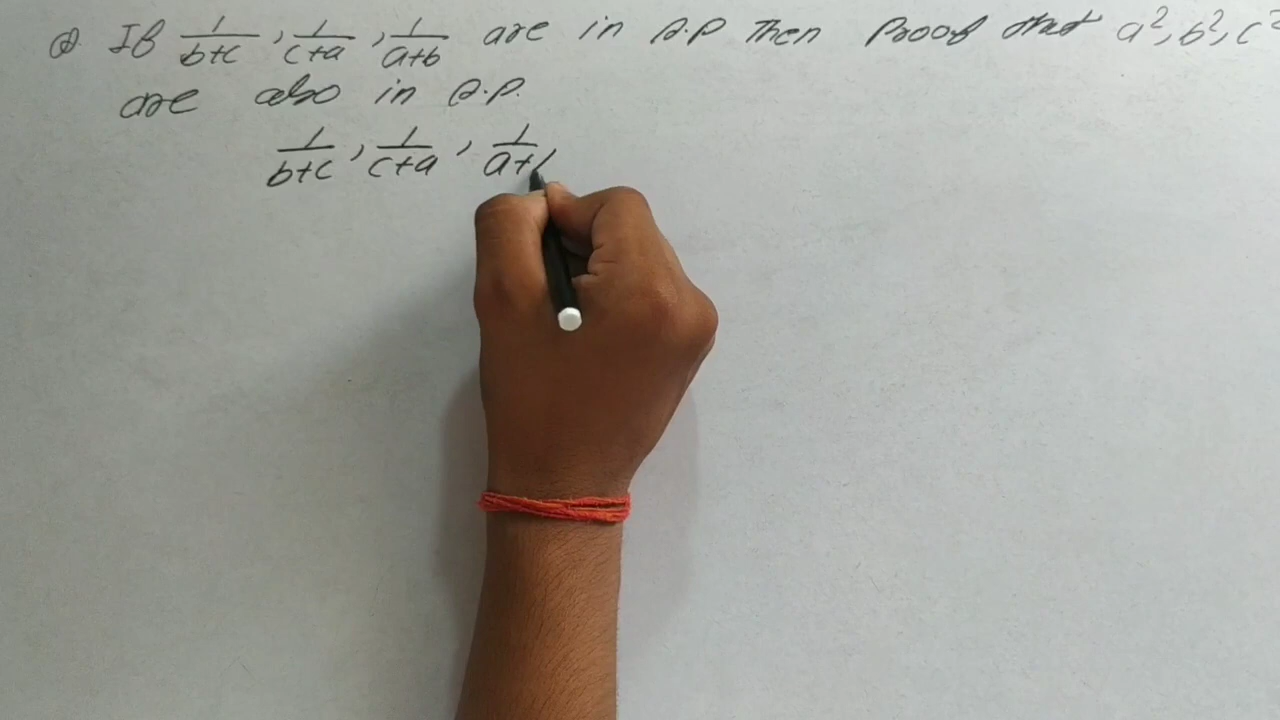 Q. If 1/b+c, 1/c+a, 1/a+b are in A.P Then Proof that a², b², c²
are also in A.P.
1/b+c, 1/c+a, 1/a+